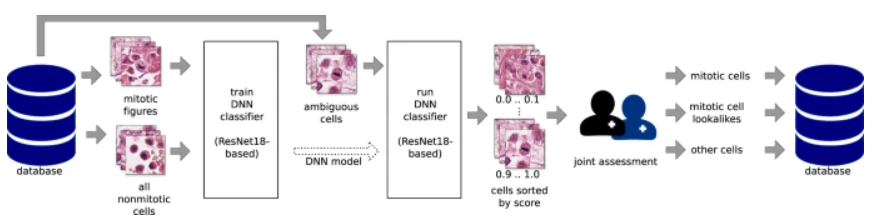 database
mitotic
figures
all
nonmitotic
cells
train
DNN
classifier
(ResNet18-
based)
ambiguous
cells
DNN model
run
DNN
classifier
(ResNet18-
based)
0.0 .. 0.1
⋮
0.9 .. 1.0
cells sorted
by score
joint assessment
mitotic cells
mitotic cell
lookalikes
other cells
database